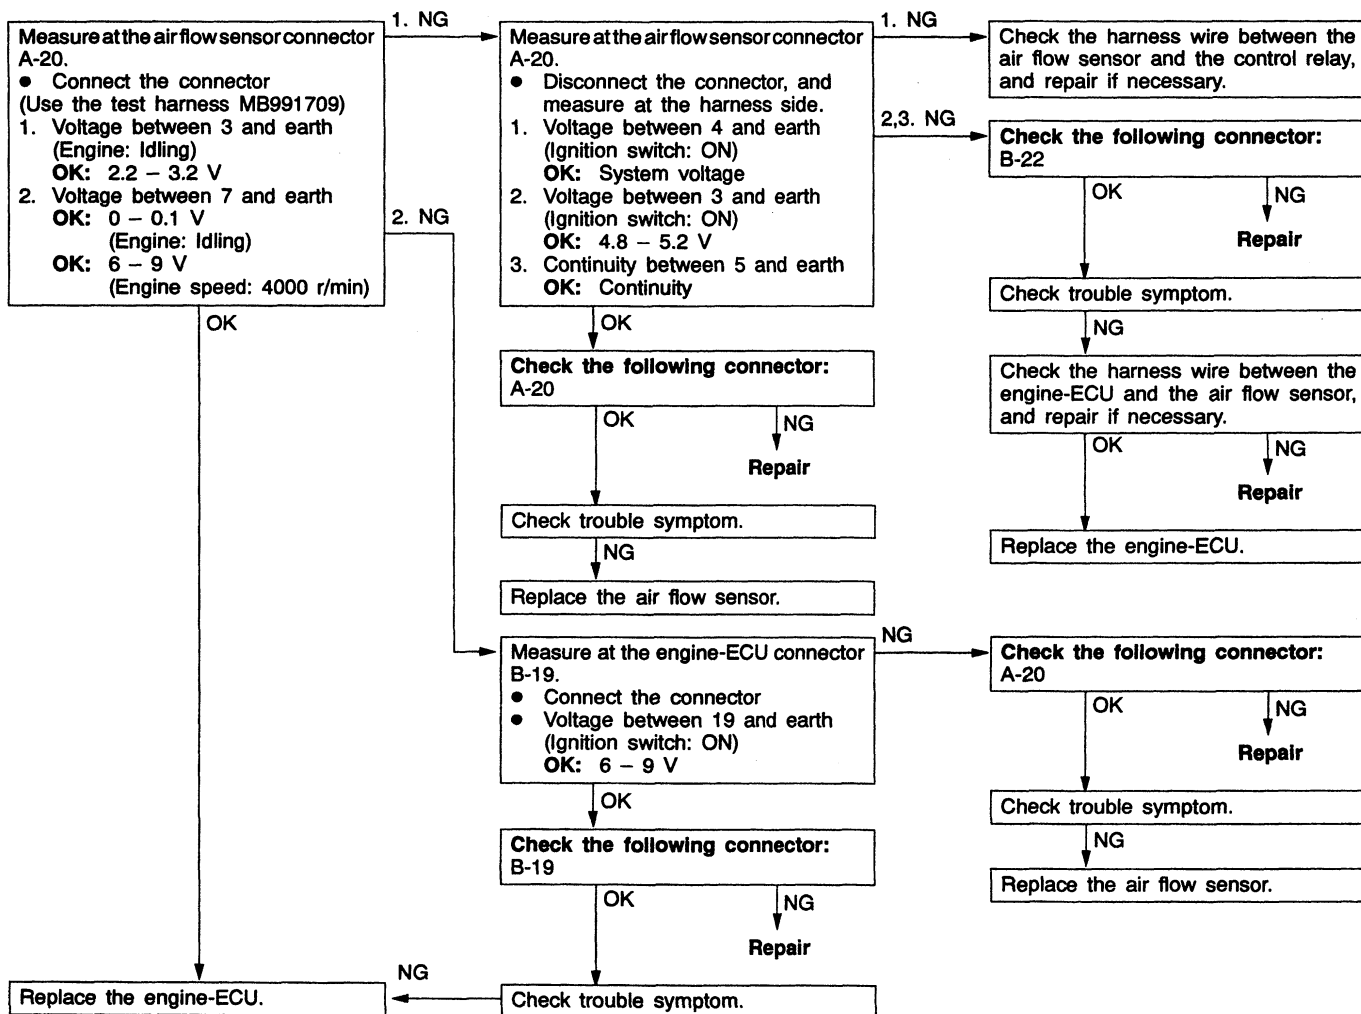 Measure at the air flow sensor connector
A-20.
● Connect the connector
(Use the test harness MB991709)
1. Voltage between 3 and earth
(Engine: Idling)
OK: 2.2 – 3.2 V
2. Voltage between 7 and earth
OK: 0 – 0.1 V
(Engine: Idling)
OK: 6 – 9 V
(Engine speed: 4000 r/min)
1. NG
2. NG
OK
Measure at the air flow sensor connector
A-20.
● Disconnect the connector, and
measure at the harness side.
1. Voltage between 4 and earth
(Ignition switch: ON)
OK: System voltage
2. Voltage between 3 and earth
(Ignition switch: ON)
OK: 4.8 – 5.2 V
3. Continuity between 5 and earth
OK: Continuity
1. NG
2,3. NG
OK
Check the harness wire between the
air flow sensor and the control relay,
and repair if necessary.
Check the following connector:
B-22
OK
NG
Repair
Check trouble symptom.
NG
Check the harness wire between the
engine-ECU and the air flow sensor,
and repair if necessary.
OK
NG
Repair
Replace the engine-ECU.
Check the following connector:
A-20
OK
NG
Repair
Check trouble symptom.
NG
Replace the air flow sensor.
Measure at the engine-ECU connector
B-19.
● Connect the connector
● Voltage between 19 and earth
(Ignition switch: ON)
OK: 6 – 9 V
NG
OK
Check the following connector:
A-20
OK
NG
Repair
Check trouble symptom.
NG
Replace the air flow sensor.
Check the following connector:
B-19
OK
NG
Repair
Check trouble symptom.
NG
Replace the engine-ECU.